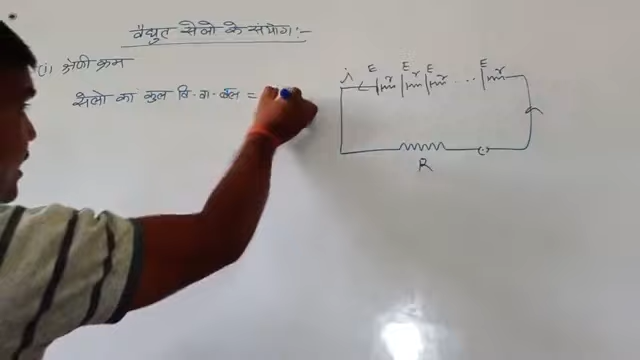 वैद्युत सेलो के संयोग:-
(i) श्रेणी क्रम
सेलो का कुल वि. वा. बल =
i E r E r E r ... E r
R